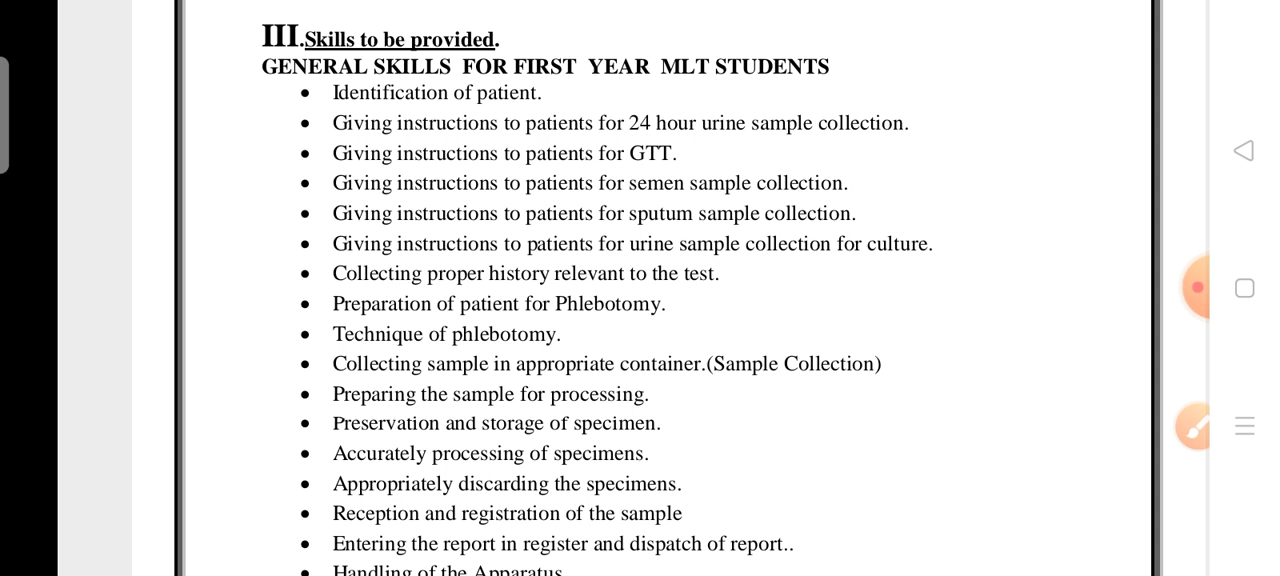 III.Skills to be provided.
GENERAL SKILLS FOR FIRST YEAR MLT STUDENTS
• Identification of patient.
• Giving instructions to patients for 24 hour urine sample collection.
• Giving instructions to patients for GTT.
• Giving instructions to patients for semen sample collection.
• Giving instructions to patients for sputum sample collection.
• Giving instructions to patients for urine sample collection for culture.
• Collecting proper history relevant to the test.
• Preparation of patient for Phlebotomy.
• Technique of phlebotomy.
• Collecting sample in appropriate container.(Sample Collection)
• Preparing the sample for processing.
• Preservation and storage of specimen.
• Accurately processing of specimens.
• Appropriately discarding the specimens.
• Reception and registration of the sample
• Entering the report in register and dispatch of report..
• Handling of the Apparatus